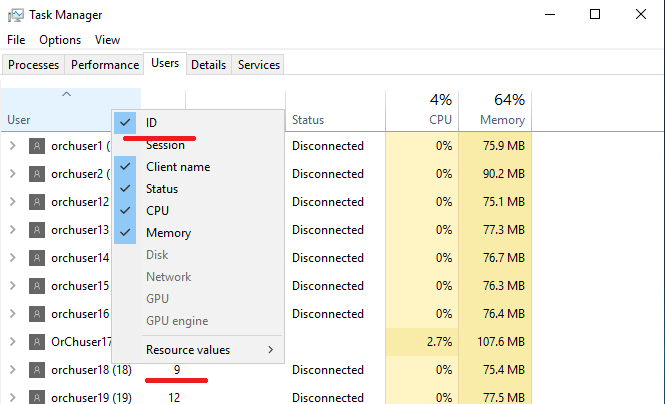 Task Manager
File Options View
Processes Performance Users Details Services
4% 64%
User Status CPU Memory
orchuser1 ( Disconnected 0% 75.9 MB
orchuser2 ( Disconnected 0% 90.2 MB
orchuser12 Disconnected 0% 75.1 MB
orchuser13 Disconnected 0% 77.3 MB
orchuser14 Disconnected 0% 76.7 MB
orchuser15 Disconnected 0% 76.3 MB
orchuser16 Disconnected 0% 76.4 MB
OrChuser17 2.7% 107.6 MB
orchuser18 (18) 9 Disconnected 0% 75.4 MB
orchuser19 (19) 12 Disconnected 0% 77.5 MB
ID
Session
Client name
Status
CPU
Memory
Disk
Network
GPU
GPU engine
Resource values